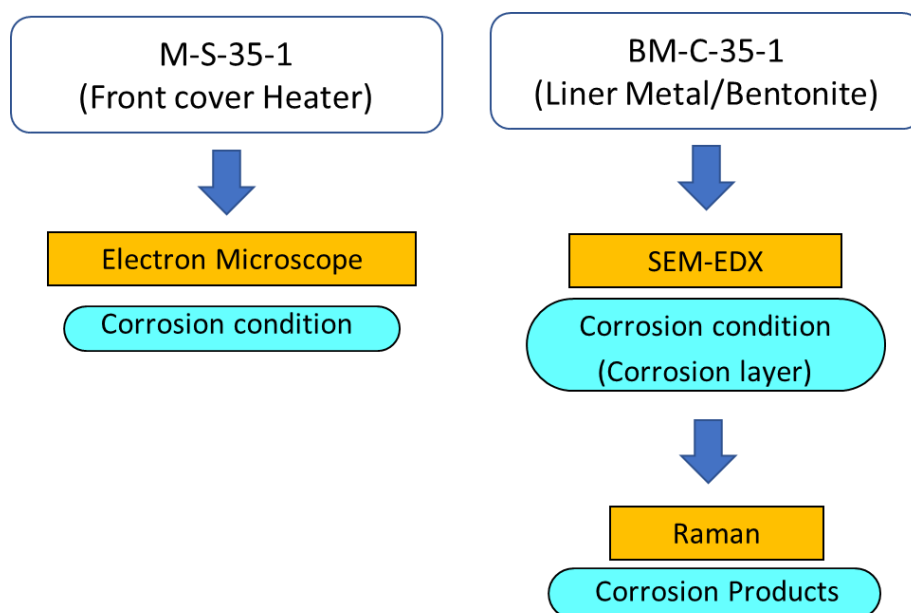 M-S-35-1
(Front cover Heater)
Electron Microscope
Corrosion condition
BM-C-35-1
(Liner Metal/Bentonite)
SEM-EDX
Corrosion condition
(Corrosion layer)
Raman
Corrosion Products